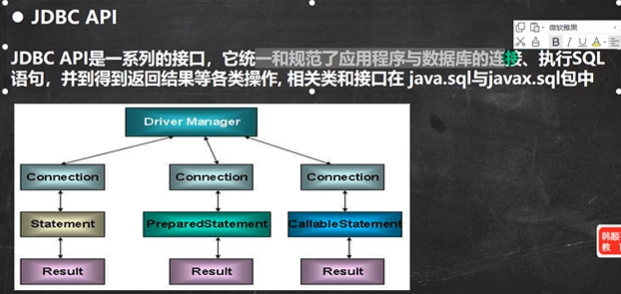 ● JDBC API
微软雅黑
B I U A
JDBC API是一系列的接口，它统一和规范了应用程序与数据库的连接、执行SQL
语句，并到得到返回结果等各类操作, 相关类和接口在 java.sql与javax.sql包中
Driver Manager
Connection Connection Connection
Statement PreparedStatement CallableStatement
Result Result Result
韩顺
教